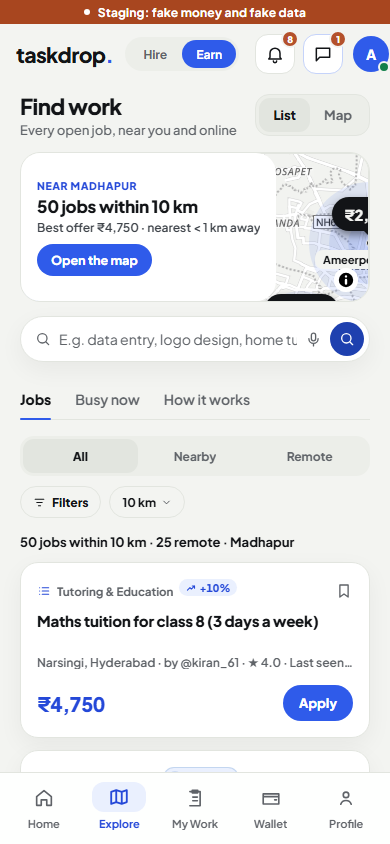 Staging: fake money and fake data
taskdrop.
Hire
Earn
8
1
A
Find work
Every open job, near you and online
List
Map
NEAR MADHAPUR
50 jobs within 10 km
Best offer ₹4,750 · nearest < 1 km away
Open the map
OSAPET
ANDA
₹2,
E.g. data entry, logo design, home tu
Jobs
Busy now
How it works
All
Nearby
Remote
Filters
10 km
50 jobs within 10 km · 25 remote · Madhapur
Tutoring & Education
+10%
Maths tuition for class 8 (3 days a week)
Narsingi, Hyderabad · by @kiran_61 · ★ 4.0 · Last seen…
₹4,750
Apply
Home
Explore
My Work
Wallet
Profile